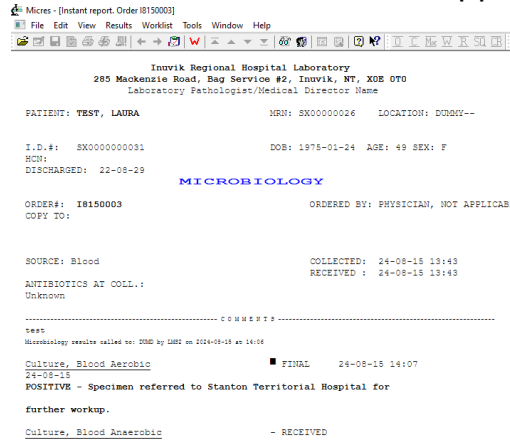 Micres - [Instant report. Order I8150003]
File Edit View Results Worklist Tools Window Help
Inuvik Regional Hospital Laboratory
285 Mackenzie Road, Bag Service #2, Inuvik, NT, X0E 0T0
Laboratory Pathologist/Medical Director Name
PATIENT: TEST, LAURA MRN: SX00000026 LOCATION: DUMMY--
I.D.#: SX0000000031 DOB: 1975-01-24 AGE: 49 SEX: F
HCN:
DISCHARGED: 22-08-29
MICROBIOLOGY
ORDER#: I8150003 ORDERED BY: PHYSICIAN, NOT APPLICAB
COPY TO:
SOURCE: Blood COLLECTED: 24-08-15 13:43
RECEIVED : 24-08-15 13:43
ANTIBIOTICS AT COLL.:
Unknown
COMMENTS
test
Microbiology results called to: DUMD by LMS2 on 2024-08-15 at 14:06
Culture, Blood Aerobic FINAL 24-08-15 14:07
24-08-15
POSITIVE - Specimen referred to Stanton Territorial Hospital for
further workup.
Culture, Blood Anaerobic - RECEIVED